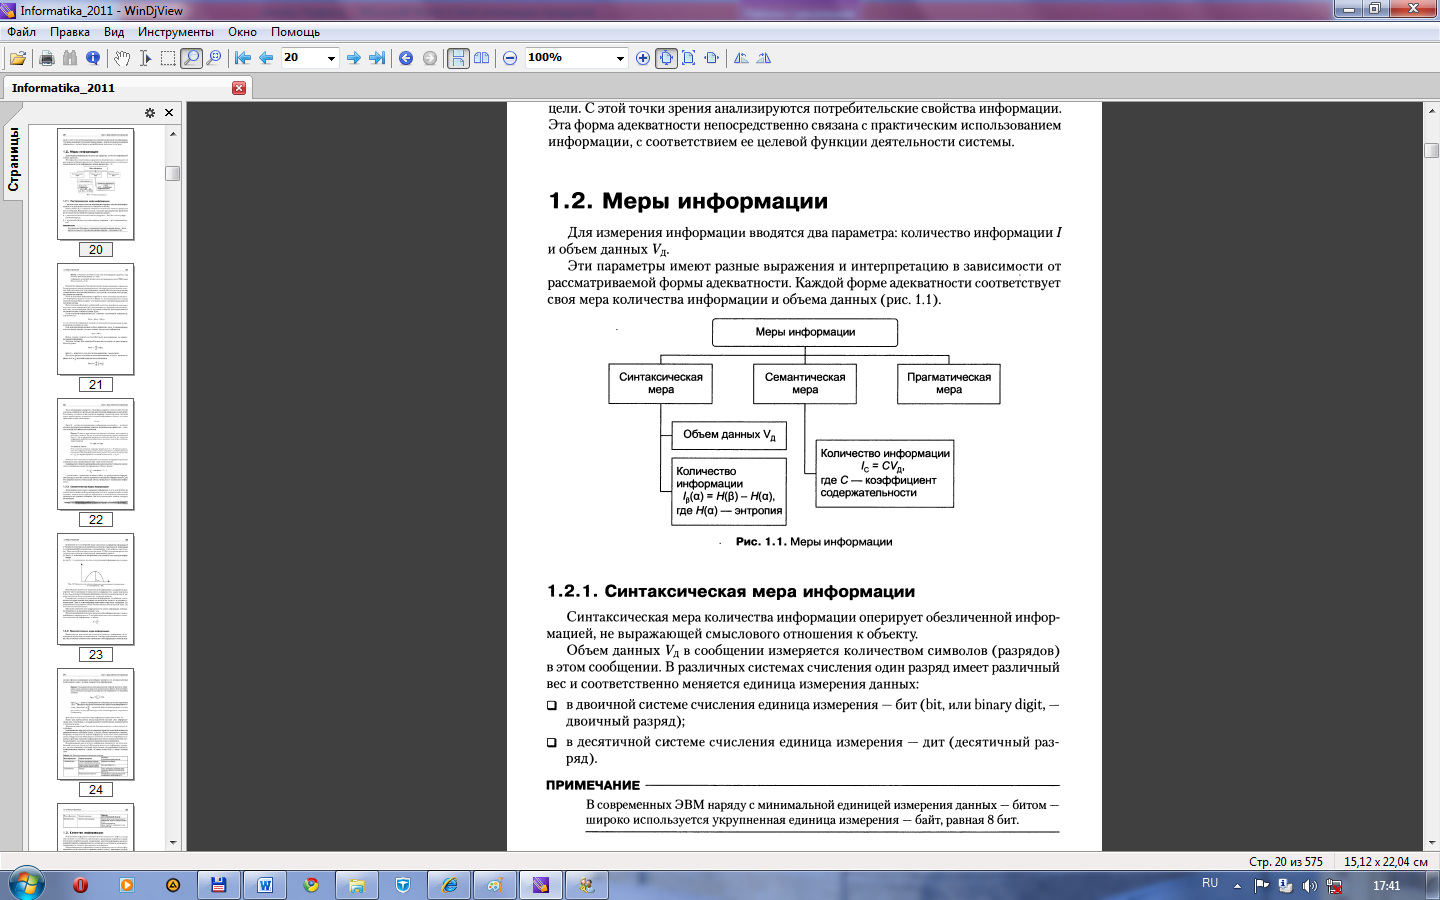 Informatika_2011 - WinDjView
Файл Правка Вид Инструменты Окно Помощь
20
100%
Informatika_2011
Страницы
20
21
22
23
24
цели. С этой точки зрения анализируются потребительские свойства информации.
Эта форма адекватности непосредственно связана с практическим использованием
информации, с соответствием ее целевой функции деятельности системы.
1.2. Меры информации
Для измерения информации вводятся два параметра: количество информации I
и объем данных Vд.
Эти параметры имеют разные выражения и интерпретацию в зависимости от
рассматриваемой формы адекватности. Каждой форме адекватности соответствует
своя мера количества информации и объема данных (рис. 1.1).
Меры информации
Синтаксическая
мера
Семантическая
мера
Прагматическая
мера
Объем данных Vд
Количество
информации
Iβ(α) = H(β) – H(α),
где H(α) — энтропия
Количество информации
IC = CVд,
где C — коэффициент
содержательности
Рис. 1.1. Меры информации
1.2.1. Синтаксическая мера информации
Синтаксическая мера количества информации оперирует обезличенной инфор-
мацией, не выражающей смыслового отношения к объекту.
Объем данных Vд в сообщении измеряется количеством символов (разрядов)
в этом сообщении. В различных системах счисления один разряд имеет различный
вес и соответственно меняется единица измерения данных:
❑ в двоичной системе счисления единица измерения — бит (bit, или binary digit, —
двоичный разряд);
❑ в десятичной системе счисления единица измерения — дит (десятичный раз-
ряд).
ПРИМЕЧАНИЕ
В современных ЭВМ наряду с минимальной единицей измерения данных — битом —
широко используется укрупненная единица измерения — байт, равная 8 бит.
Стр. 20 из 575 15,12 x 22,04 см
RU 17:41